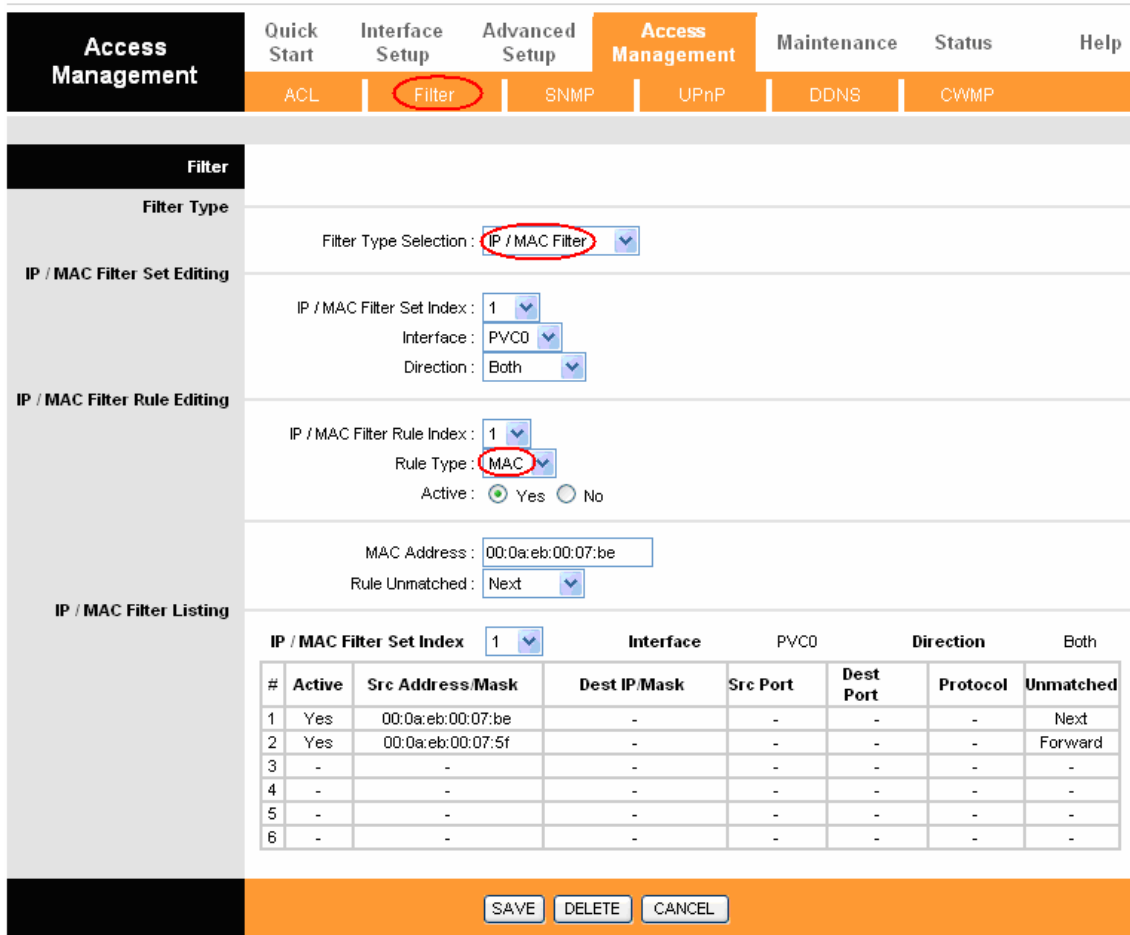 Access Management
Quick Start
Interface Setup
Advanced Setup
Access Management
Maintenance
Status
Help
ACL
Filter
SNMP
UPnP
DDNS
CWMP
Filter
Filter Type
Filter Type Selection : IP / MAC Filter
IP / MAC Filter Set Editing
IP / MAC Filter Set Index : 1
Interface : PVC0
Direction : Both
IP / MAC Filter Rule Editing
IP / MAC Filter Rule Index : 1
Rule Type : MAC
Active : Yes No
MAC Address : 00:0a:eb:00:07:be
Rule Unmatched : Next
IP / MAC Filter Listing
IP / MAC Filter Set Index 1 Interface PVC0 Direction Both
# Active Src Address/Mask Dest IP/Mask Src Port Dest Port Protocol Unmatched
1 Yes 00:0a:eb:00:07:be - - - - Next
2 Yes 00:0a:eb:00:07:5f - - - - Forward
3 - - - - - - -
4 - - - - - - -
5 - - - - - - -
6 - - - - - - -
SAVE DELETE CANCEL